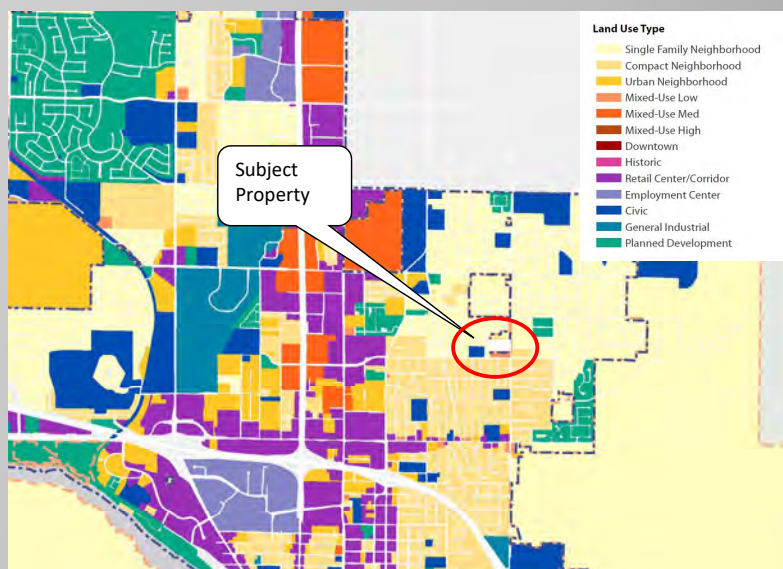 Land Use Type
Single Family Neighborhood
Compact Neighborhood
Urban Neighborhood
Mixed-Use Low
Mixed-Use Med
Mixed-Use High
Downtown
Historic
Retail Center/Corridor
Employment Center
Civic
General Industrial
Planned Development
Subject
Property